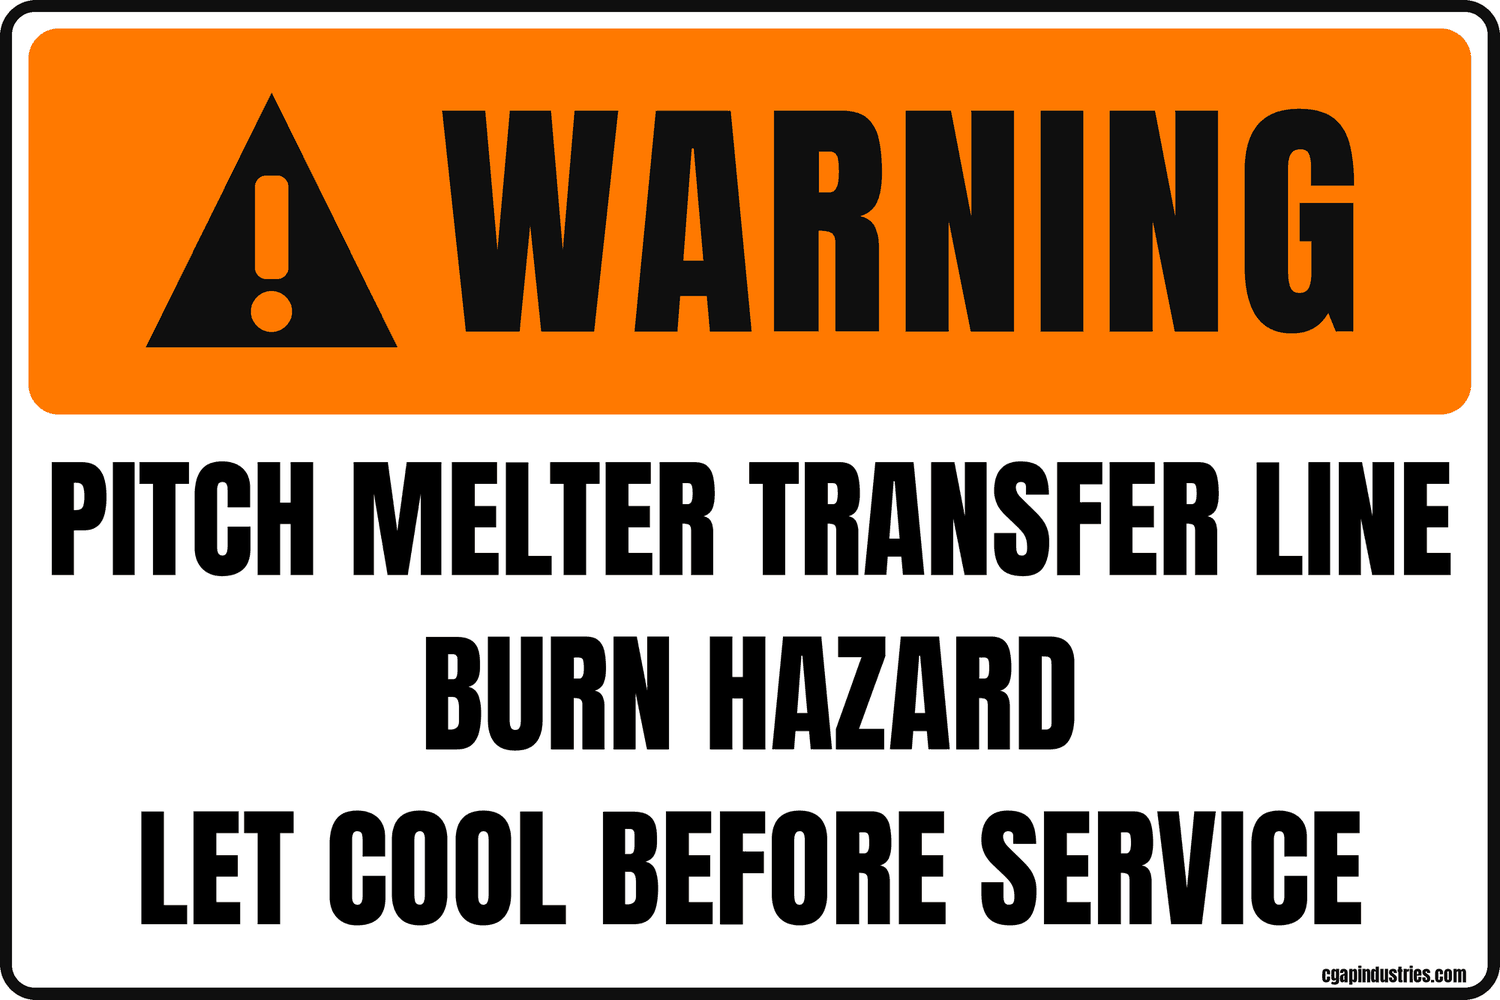 WARNING
PITCH MELTER TRANSFER LINE
BURN HAZARD
LET COOL BEFORE SERVICE
cgapindustries.com